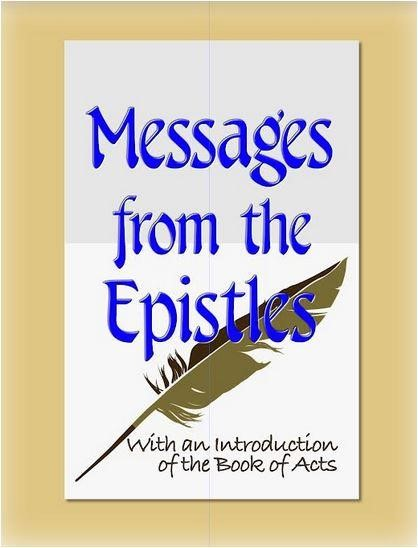 Messages
from the
Epistles
With an Introduction
of the Book of Acts